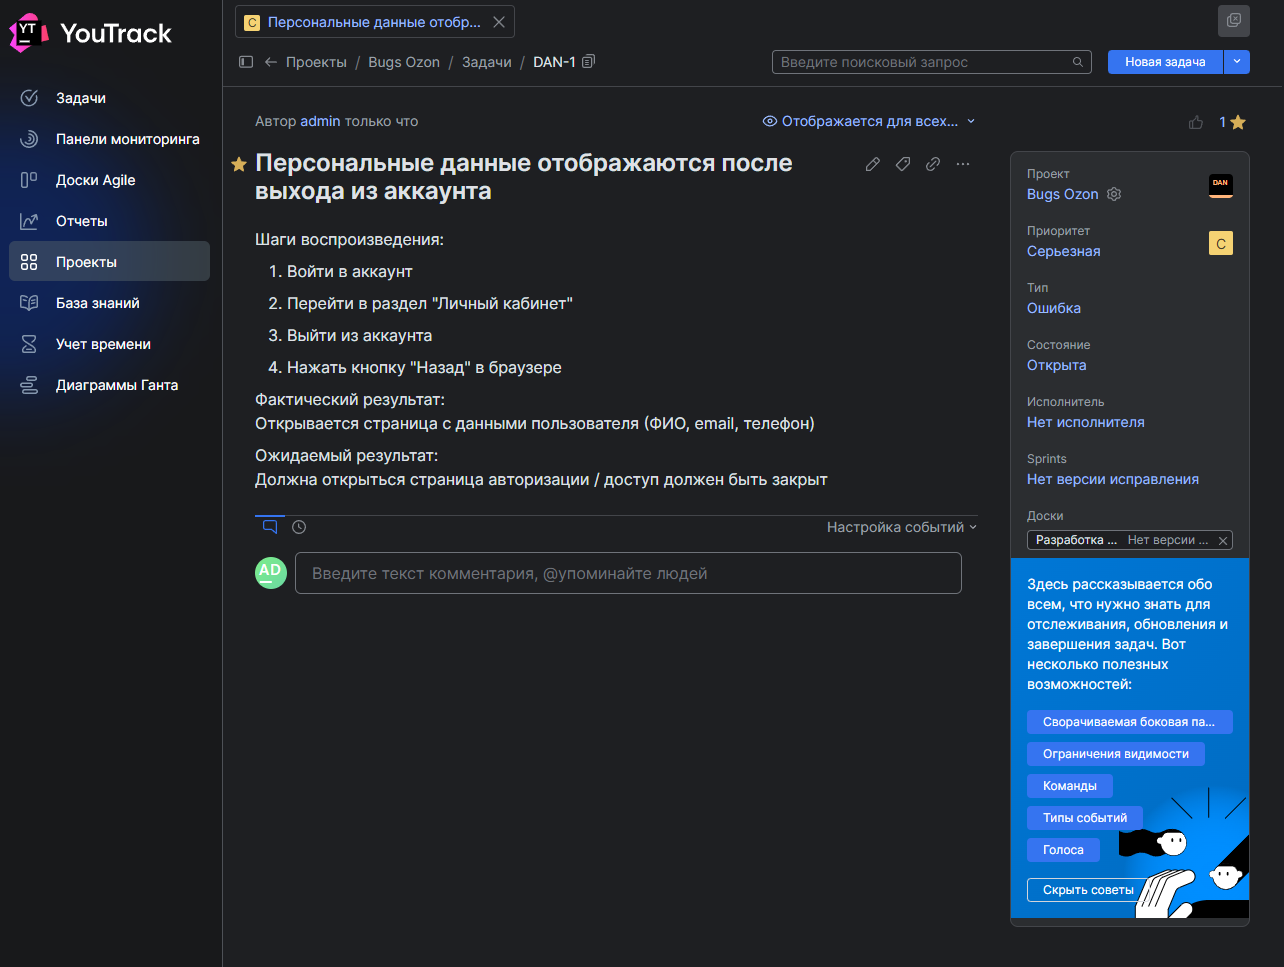 YT
YouTrack
Задачи
Панели мониторинга
Доски Agile
Отчеты
Проекты
База знаний
Учет времени
Диаграммы Ганта
С Персональные данные отобр...
Проекты / Bugs Ozon / Задачи / DAN-1
Введите поисковый запрос
Новая задача
Автор admin только что
Отображается для всех...
1
Персональные данные отображаются после
выхода из аккаунта
Шаги воспроизведения:
1. Войти в аккаунт
2. Перейти в раздел "Личный кабинет"
3. Выйти из аккаунта
4. Нажать кнопку "Назад" в браузере
Фактический результат:
Открывается страница с данными пользователя (ФИО, email, телефон)
Ожидаемый результат:
Должна открыться страница авторизации / доступ должен быть закрыт
Настройка событий
AD
Введите текст комментария, @упоминайте людей
Проект
Bugs Ozon
DAN
Приоритет
Серьезная
С
Тип
Ошибка
Состояние
Открыта
Исполнитель
Нет исполнителя
Sprints
Нет версии исправления
Доски
Разработка ... Нет версии ...
Здесь рассказывается обо
всем, что нужно знать для
отслеживания, обновления и
завершения задач. Вот
несколько полезных
возможностей:
Сворачиваемая боковая па...
Ограничения видимости
Команды
Типы событий
Голоса
Скрыть советы